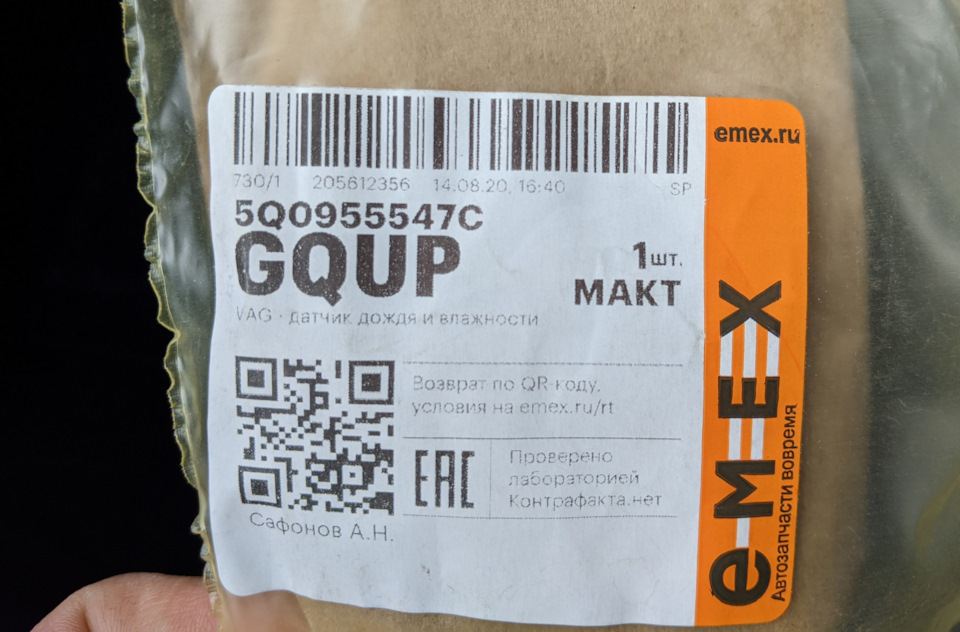 730/1 205612356 14.08.20, 16:40 SP
5Q0955547C
GQUP
1шт.
МАКТ
VAG · датчик дождя и влажности
Возврат по QR-коду,
условия на emex.ru/rt
EAC
Проверено
лабораторией
Контрафакта.нет
Сафонов А.Н.
emex.ru
eMEX
Автозапчасти вовремя